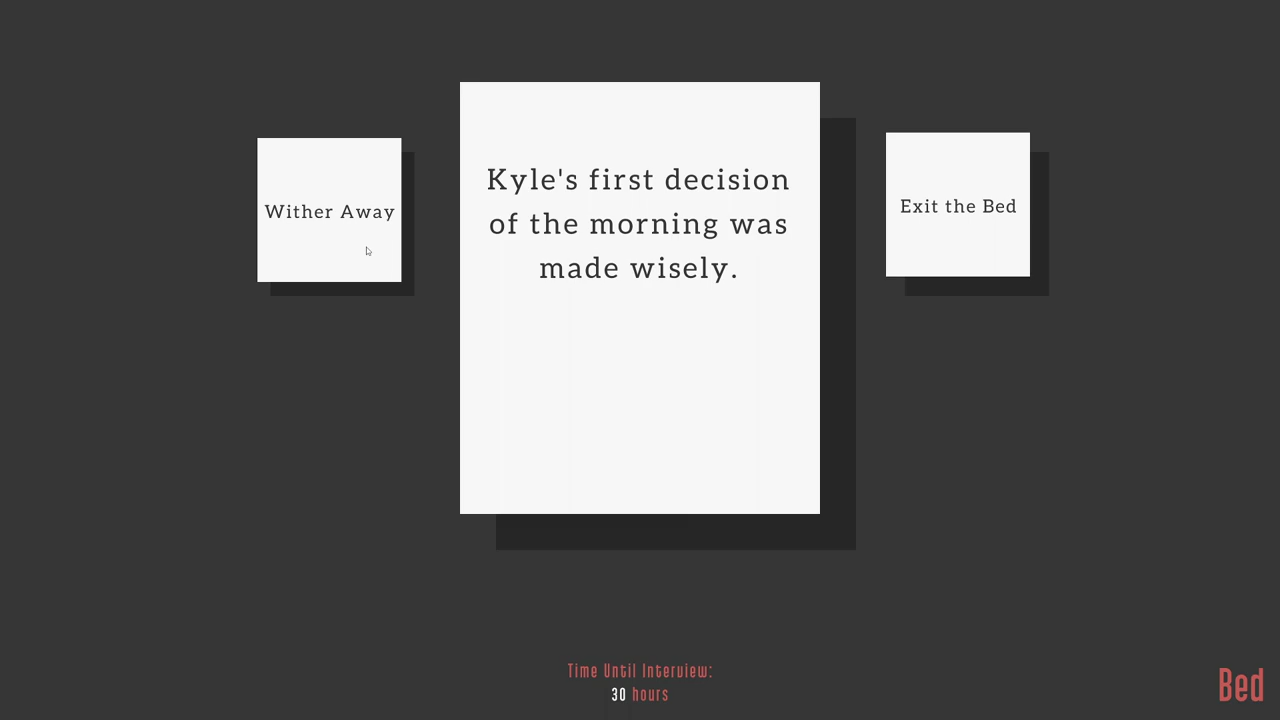 Wither Away
Kyle's first decision
of the morning was
made wisely.
Exit the Bed
Time Until Interview:
30 hours
Bed